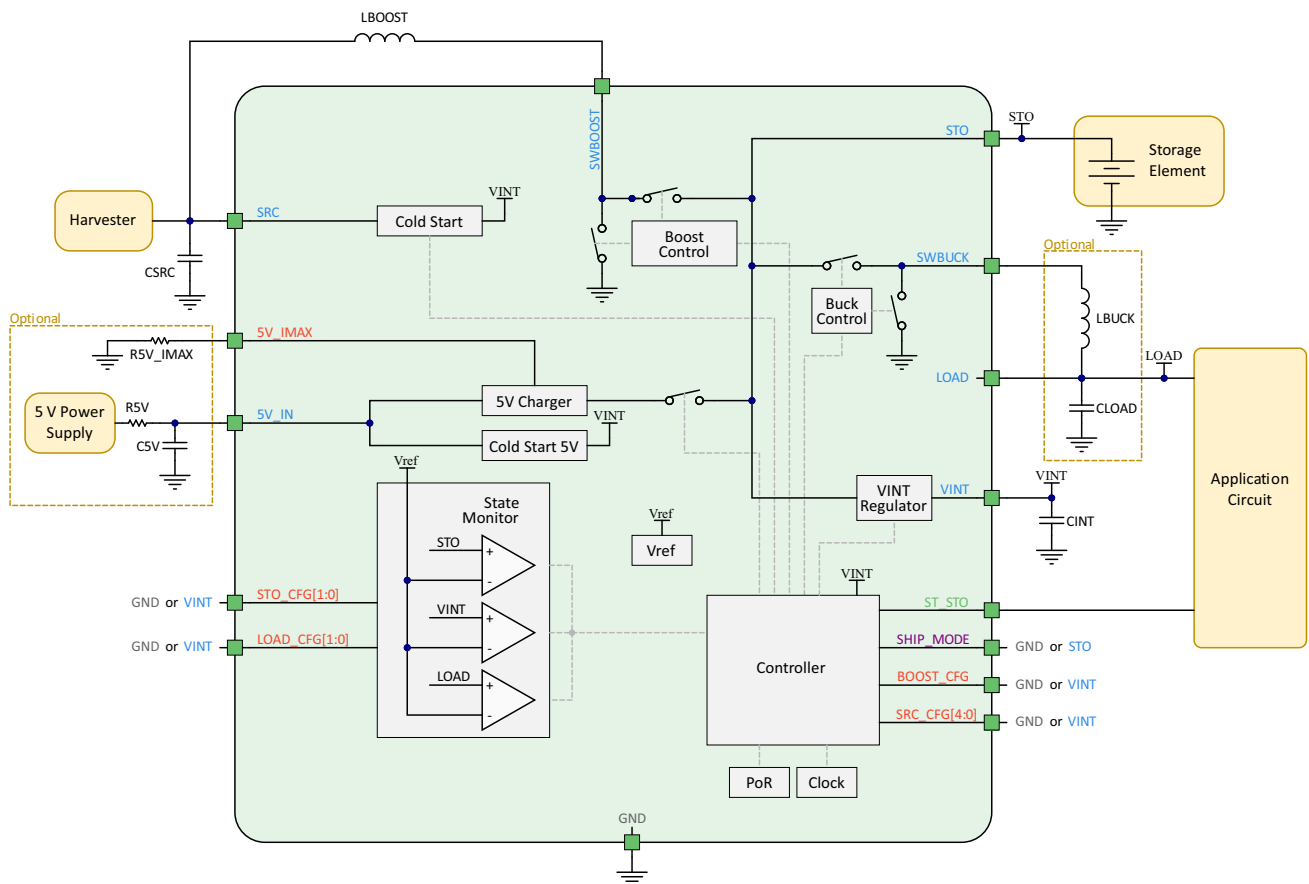 LBOOST
SWBOOST
STO
STO
Storage
Element
Harvester
SRC
Cold Start
VINT
Boost
Control
CSRC
Optional
SWBUCK
Buck
Control
LBUCK
Optional
5V_IMAX
R5V_IMAX
LOAD
LOAD
CLOAD
5 V Power
Supply
R5V
C5V
5V_IN
5V Charger
Cold Start 5V
VINT
Vref
State
Monitor
STO
+
-
VINT
+
-
LOAD
+
-
Vref
Vref
VINT
Regulator
VINT
VINT
CINT
Application
Circuit
GND or VINT
STO_CFG[1:0]
GND or VINT
LOAD_CFG[1:0]
VINT
Controller
ST_STO
SHIP_MODE
GND or STO
BOOST_CFG
GND or VINT
SRC_CFG[4:0]
GND or VINT
PoR
Clock
GND